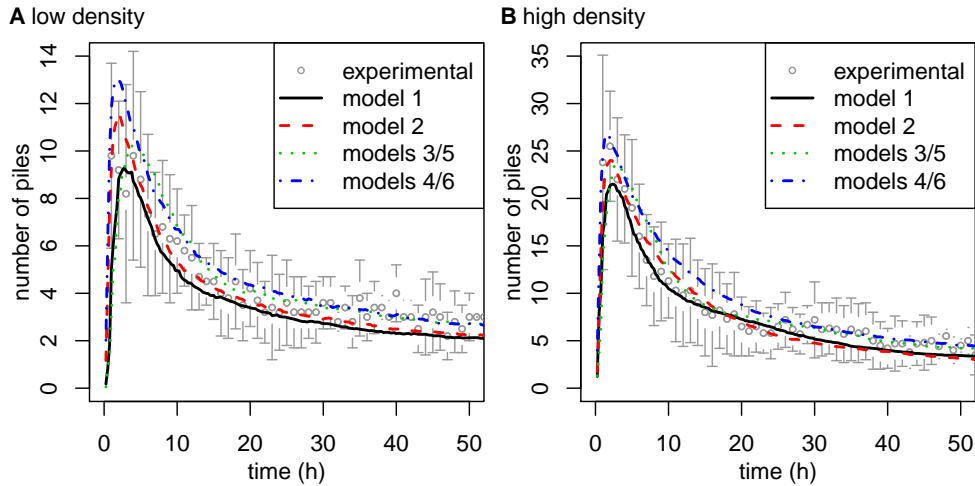 A low density
number of piles
14
12
10
8
6
4
2
0
0 10 20 30 40 50
time (h)
experimental
model 1
model 2
models 3/5
models 4/6
B high density
number of piles
35
30
25
20
15
10
5
0
0 10 20 30 40 50
time (h)
experimental
model 1
model 2
models 3/5
models 4/6